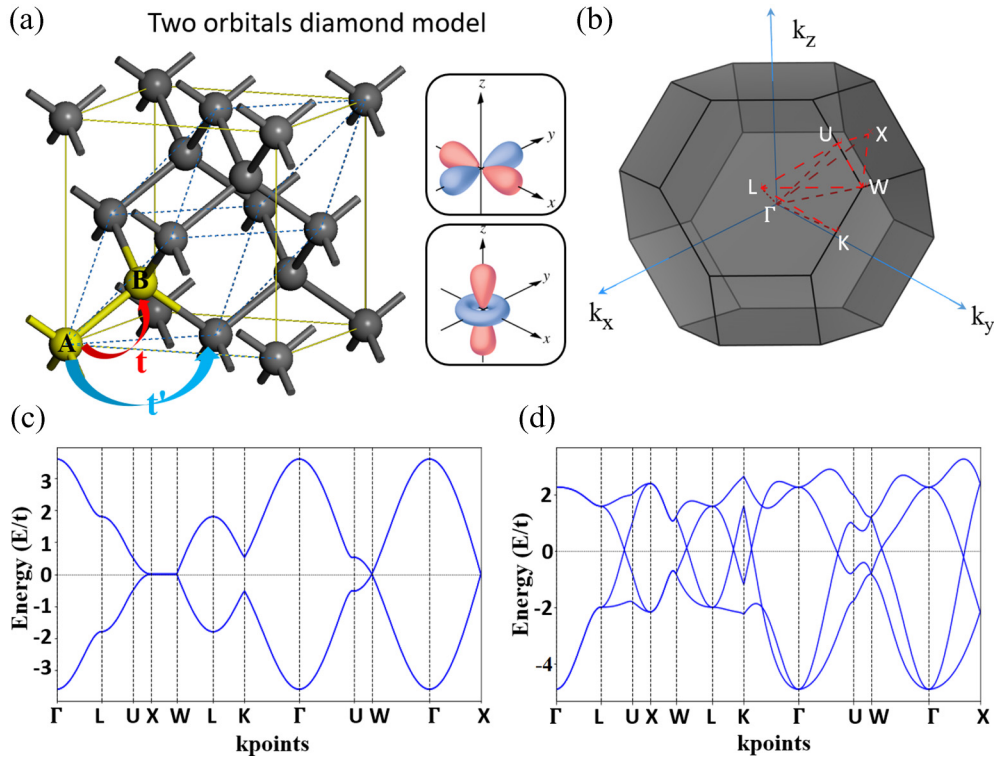 (a)
Two orbitals diamond model
A
B
t
t'
z
y
x
z
y
x
(b)
k_z
U
X
L
W
Γ
K
k_x
k_y
(c)
Energy (E/t)
3
2
1
0
-1
-2
-3
Γ L U X W L K Γ U W Γ X
kpoints
(d)
Energy (E/t)
2
0
-2
-4
Γ L U X W L K Γ U W Γ X
kpoints